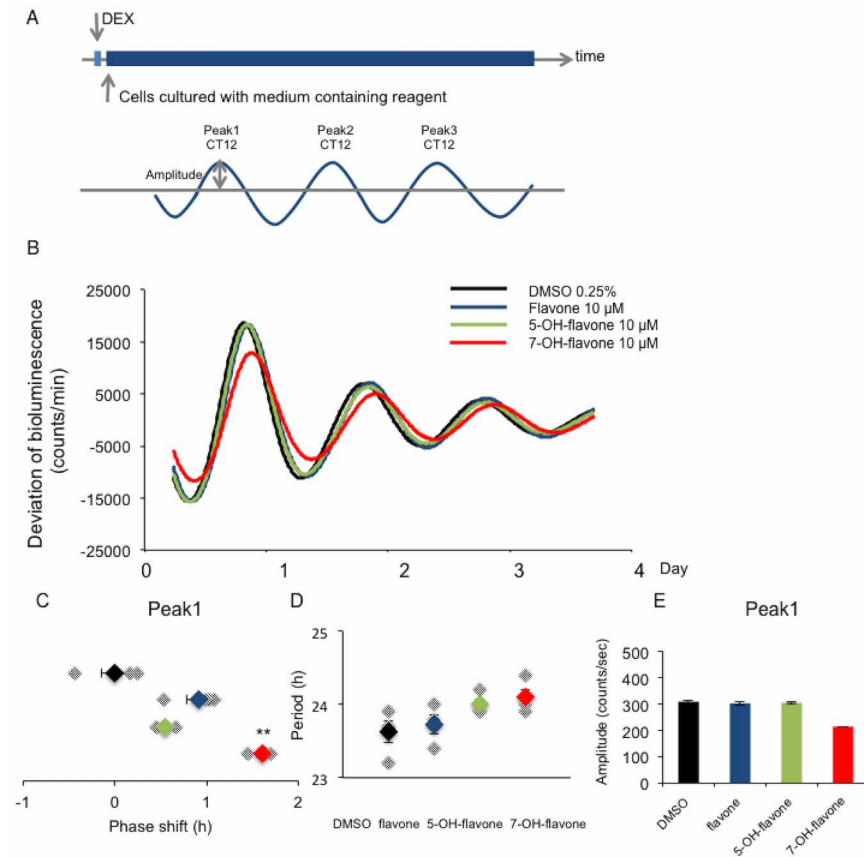 A
DEX
time
Cells cultured with medium containing reagent
Peak1 Peak2 Peak3
CT12 CT12 CT12
Amplitude
B
25000
15000
5000
-5000
-15000
-25000
Deviation of bioluminescence
(counts/min)
DMSO 0.25%
Flavone 10 µM
5-OH-flavone 10 µM
7-OH-flavone 10 µM
0 1 2 3 4 Day
C
Peak1
**
-1 0 1 2
Phase shift (h)
D
25
24
23
Period (h)
DMSO flavone 5-OH-flavone 7-OH-flavone
E
Peak1
500
400
300
200
100
0
Amplitude (counts/sec)
DMSO
flavone
5-OH-flavone
7-OH-flavone